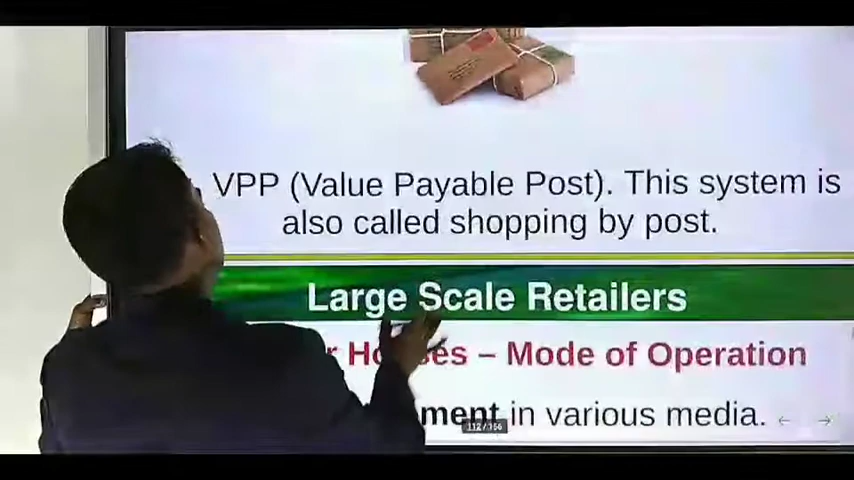 VPP (Value Payable Post). This system is
also called shopping by post.
Large Scale Retailers
– Mode of Operation
in various media.
112 / 156